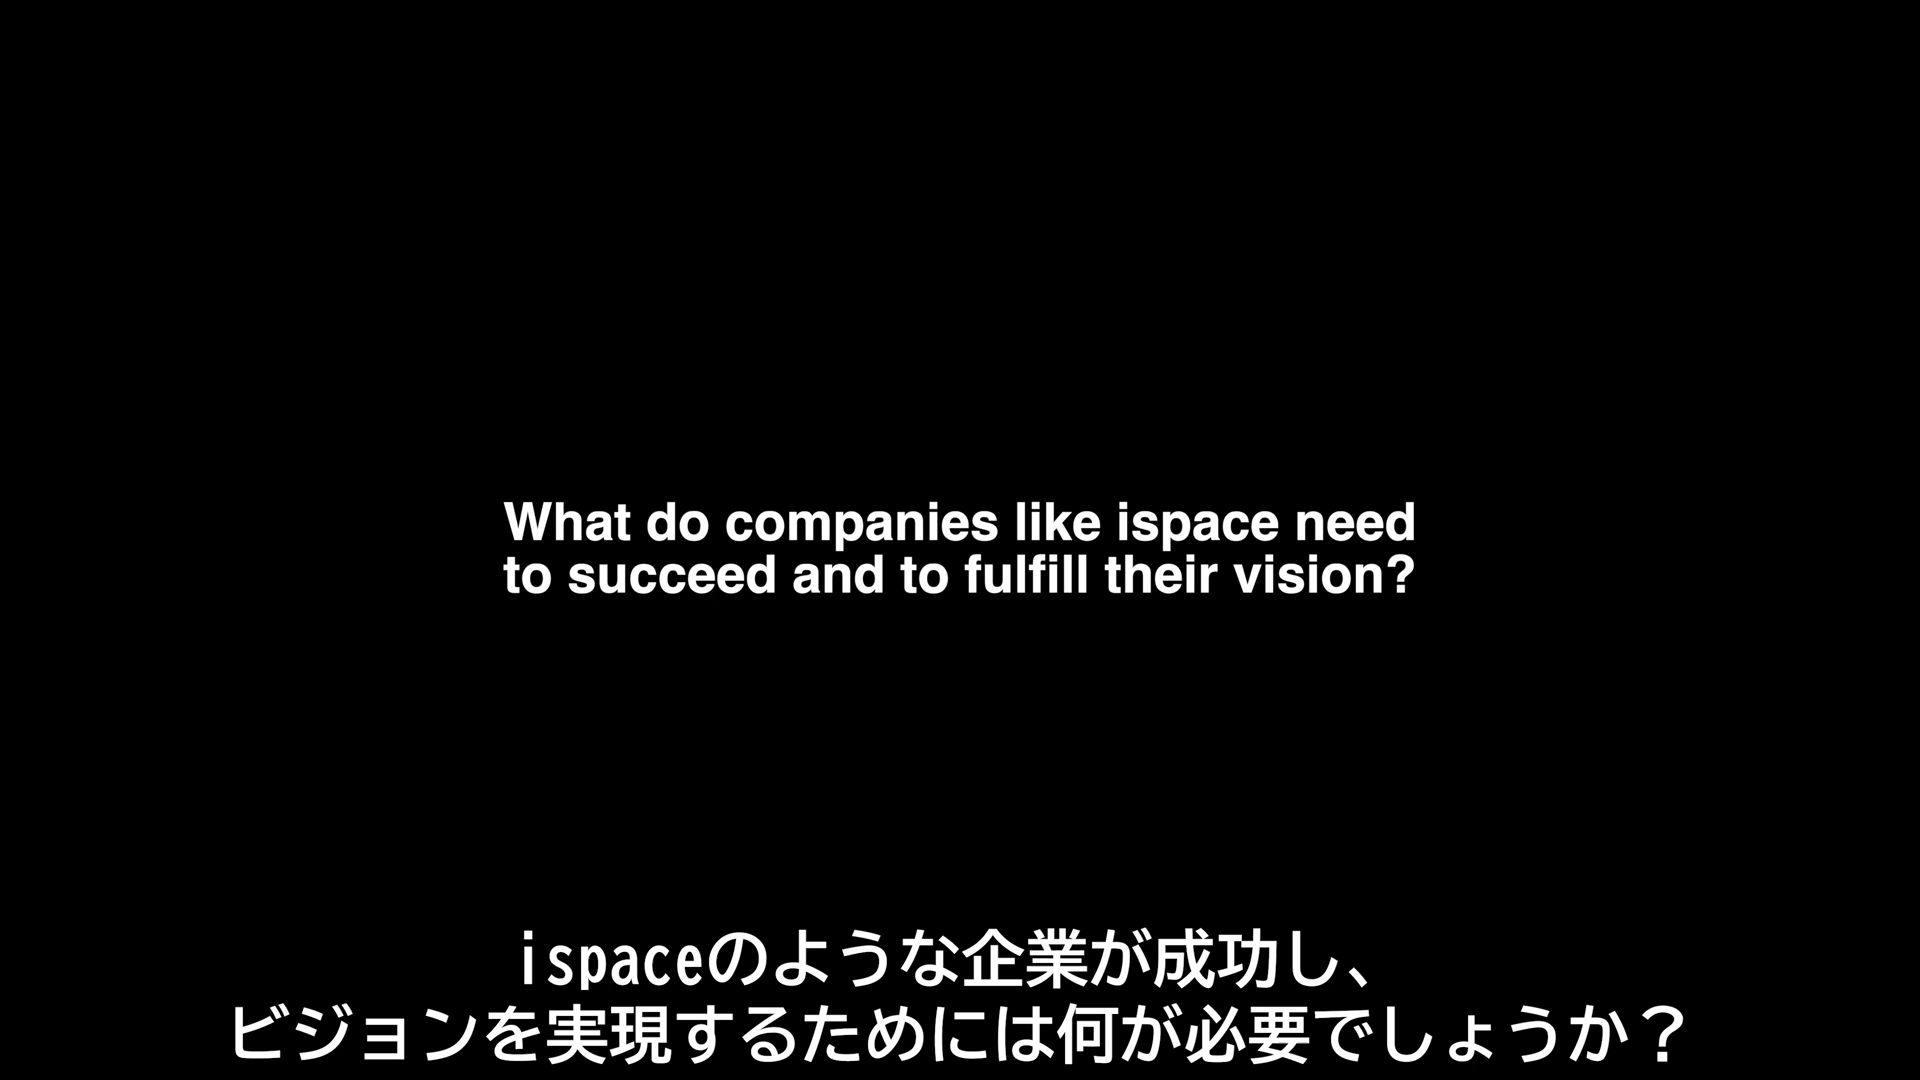 What do companies like ispace need
to succeed and to fulfill their vision?
ispaceのような企業が成功し、
ビジョンを実現するためには何が必要でしょうか？